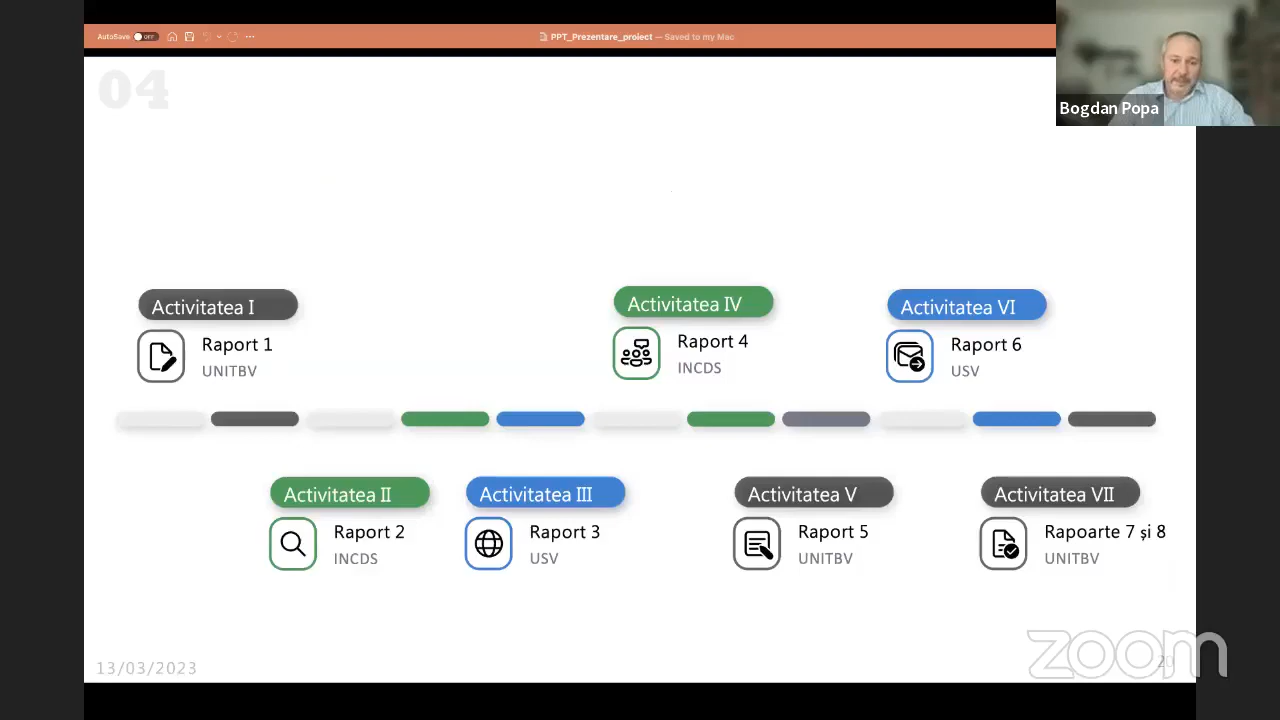 AutoSave OFF
PPT_Prezentare_proiect — Saved to my Mac
Bogdan Popa
04
Activitatea I
Raport 1
UNITBV
Activitatea IV
Raport 4
INCDS
Activitatea VI
Raport 6
USV
Activitatea II
Raport 2
INCDS
Activitatea III
Raport 3
USV
Activitatea V
Raport 5
UNITBV
Activitatea VII
Rapoarte 7 și 8
UNITBV
13/03/2023
20
zoom